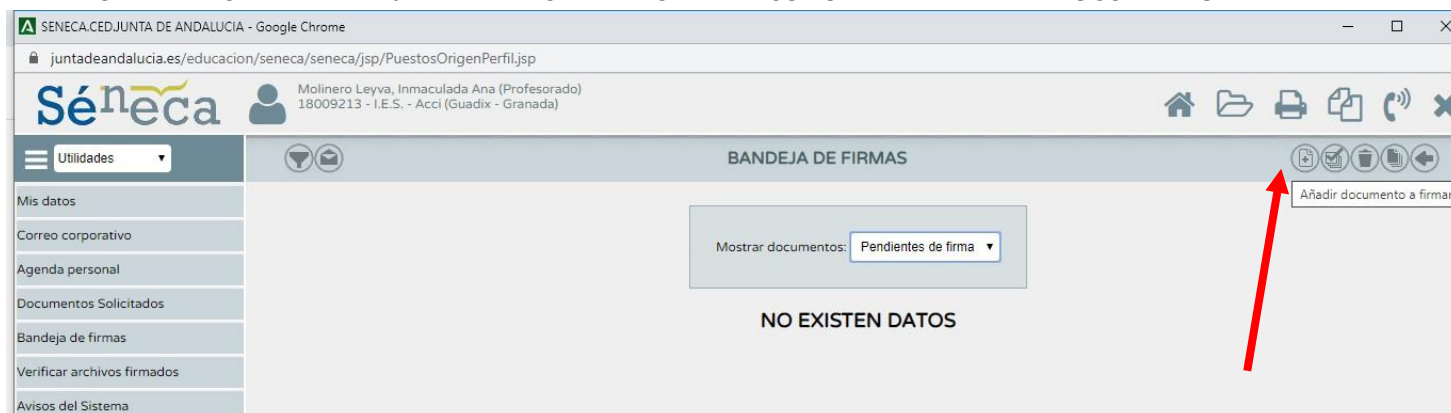 SENECA.CED.JUNTA DE ANDALUCIA - Google Chrome
juntadeandalucia.es/educacion/seneca/seneca/jsp/PuestosOrigenPerfil.jsp
Séneca
Molinero Leyva, Inmaculada Ana (Profesorado)
18009213 - I.E.S. - Acci (Guadix - Granada)
Utilidades
BANDEJA DE FIRMAS
Añadir documento a firmar
Mis datos
Correo corporativo
Agenda personal
Documentos Solicitados
Bandeja de firmas
Verificar archivos firmados
Avisos del Sistema
Mostrar documentos: Pendientes de firma
NO EXISTEN DATOS